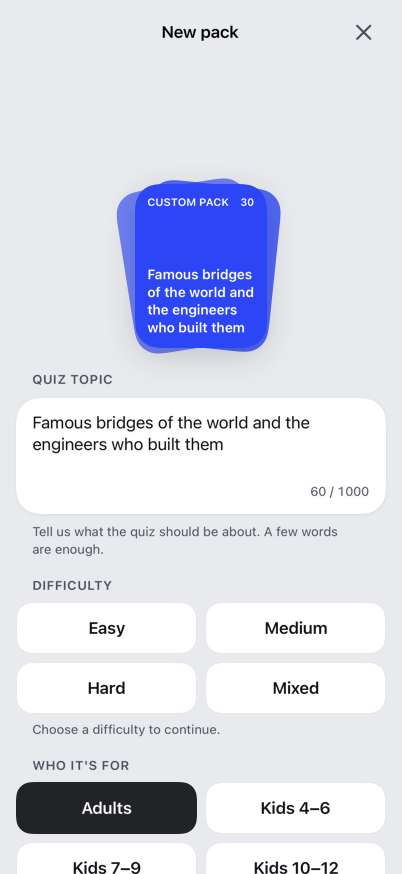 New pack
CUSTOM PACK 30
Famous bridges
of the world and
the engineers
who built them
QUIZ TOPIC
Famous bridges of the world and the
engineers who built them
60 / 1000
Tell us what the quiz should be about. A few words
are enough.
DIFFICULTY
Easy
Medium
Hard
Mixed
Choose a difficulty to continue.
WHO IT'S FOR
Adults
Kids 4–6
Kids 7–9
Kids 10–12